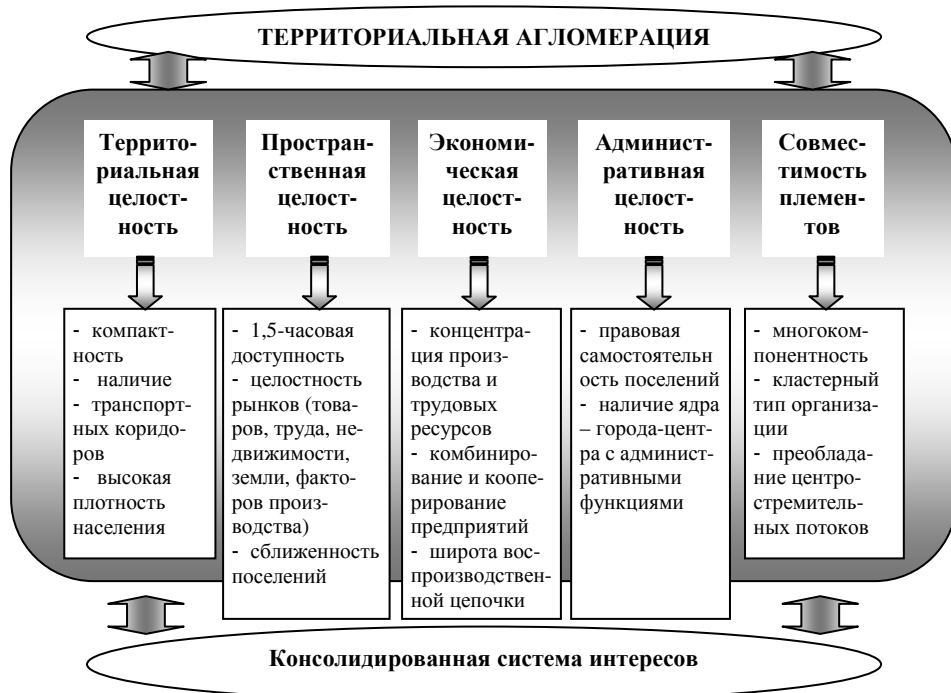 ТЕРРИТОРИАЛЬНАЯ АГЛОМЕРАЦИЯ
Террито-
риальная
целост-
ность
Простран-
ственная
целост-
ность
Экономи-
ческая
целост-
ность
Админист-
ративная
целост-
ность
Совмес-
тимость
племен-
тов
- компакт-
ность
- наличие
- транспорт-
ных коридо-
ров
- высокая
плотность
населения
- 1,5-часовая
доступность
- целостность
рынков (това-
ров, труда, не-
движимости,
земли, факто-
ров произ-
водства)
- сближенность
поселений
- концентра-
ция произ-
водства и
трудовых
ресурсов
- комбиниро-
вание и коопе-
рирование
предприятий
- широта вос-
производствен-
ной цепочки
- правовая
самостоятельн
ность поселений
- наличие ядра
– города-цент-
ра с админист-
ративными
функциями
- многоком-
понентность
- кластерный
тип организа-
ции
- преоблада-
ние центро-
стремитель-
ных потоков
Консолидированная система интересов